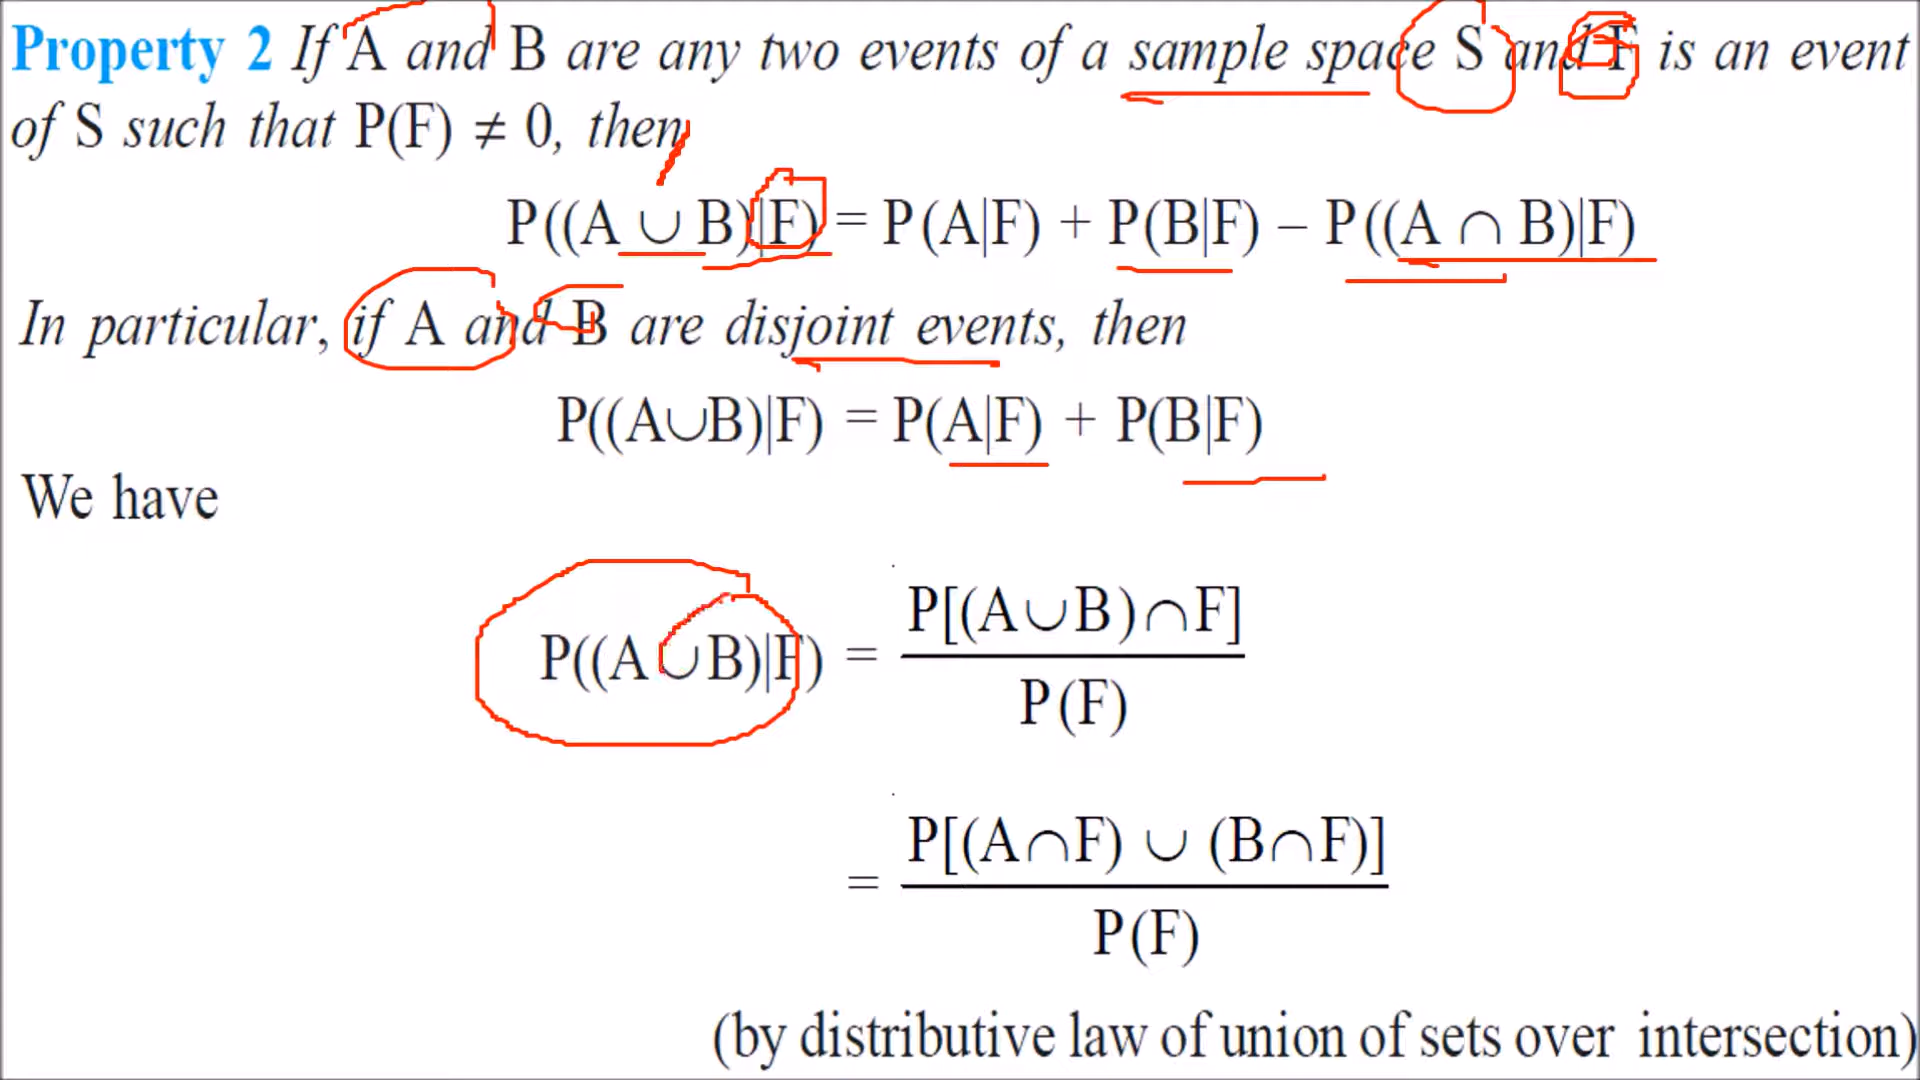 Property 2 If A and B are any two events of a sample space S and F is an event
of S such that P(F) ≠ 0, then
P((A ∪ B)|F) = P(A|F) + P(B|F) – P((A ∩ B)|F)
In particular, if A and B are disjoint events, then
P((A∪B)|F) = P(A|F) + P(B|F)
We have
P((A ∪ B)|F) = P[(A∪B)∩F] / P(F)
= P[(A∩F) ∪ (B∩F)] / P(F)
(by distributive law of union of sets over intersection)